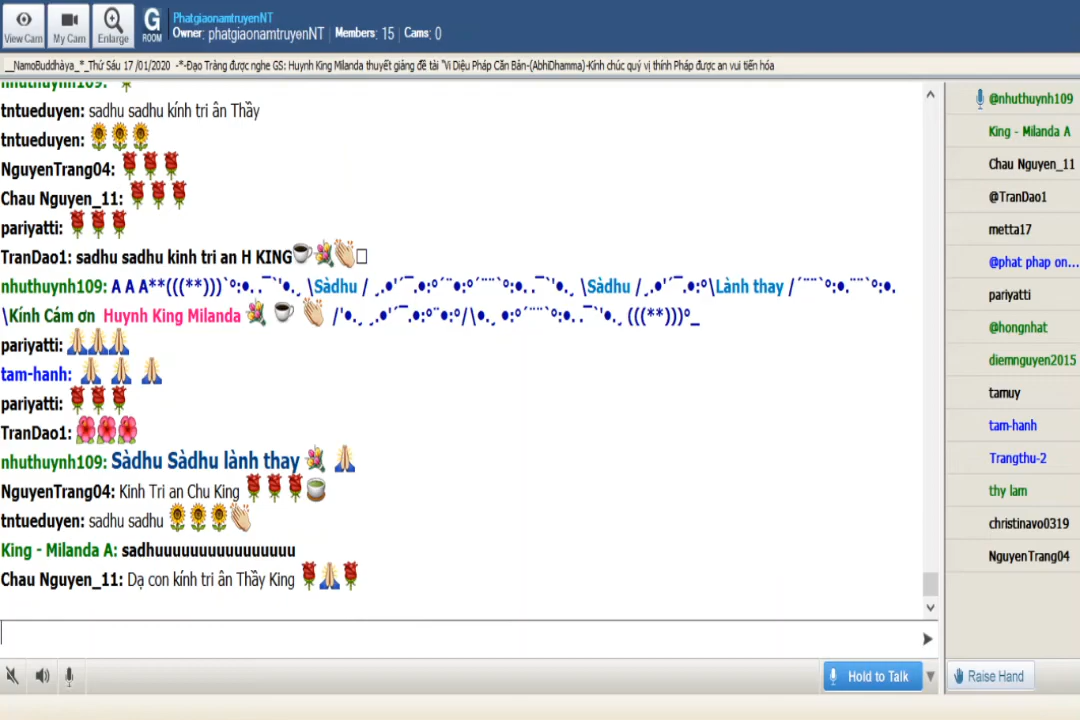 View Cam
My Cam
Enlarge
G
ROOM
PhatgiaonamtruyenNT
Owner: phatgiaonamtruyenNT | Members: 15 | Cams: 0
__NamoBuddhàya_*_Thứ Sáu 17 /01/2020 -*-Đạo Tràng được nghe GS: Huynh King Milanda thuyết giảng đề tài "Vi Diệu Pháp Căn Bản-(AbhiDhamma)-Kính chúc quý vị thính Pháp được an vui tiến hóa
nhuthuynh109:
tntueduyen: sadhu sadhu kính tri ân Thầy
tntueduyen: 🌻🌻🌻
NguyenTrang04: 🌹🌹🌹
Chau Nguyen_11: 🌹🌹🌹
pariyatti: 🌹🌹🌹
TranDao1: sadhu sadhu kinh tri an H KING☕💐👏
nhuthuynh109: A A A**(((**)))`°:•. .¯`'•.¸ \Sàdhu / ¸.•'´¯.•:°´¨•:°´¨¨`°:•. .¯`'•.¸ \Sàdhu /¸.•'´¯.•:°\Lành thay /´¨¨`°:•.¨¨`°:•.
\Kính Cám ơn Huynh King Milanda 💐 ☕ 👏 /'•.¸ ¸.•'´¯.•:°¨•:°/\•.¸ •:°´¨¨`°:•. .¯`'•.¸ (((**)))°_
pariyatti: 🙏🙏🙏
tam-hanh: 🙏 🙏 🙏
pariyatti: 🌹🌹🌹
TranDao1: 🌺🌺🌺
nhuthuynh109: Sàdhu Sàdhu lành thay 💐 🙏
NguyenTrang04: Kinh Tri an Chu King 🌹🌹🌹🍵
tntueduyen: sadhu sadhu 🌻🌻🌻👏
King - Milanda A: sadhuuuuuuuuuuuuuuuu
Chau Nguyen_11: Dạ con kính tri ân Thầy King 🌹🙏🌹
Hold to Talk
@nhuthuynh109
King - Milanda A
Chau Nguyen_11
@TranDao1
metta17
@phat phap on...
pariyatti
@hongnhat
diemnguyen2015
tamuy
tam-hanh
Trangthu-2
thy lam
christinavo0319
NguyenTrang04
Raise Hand